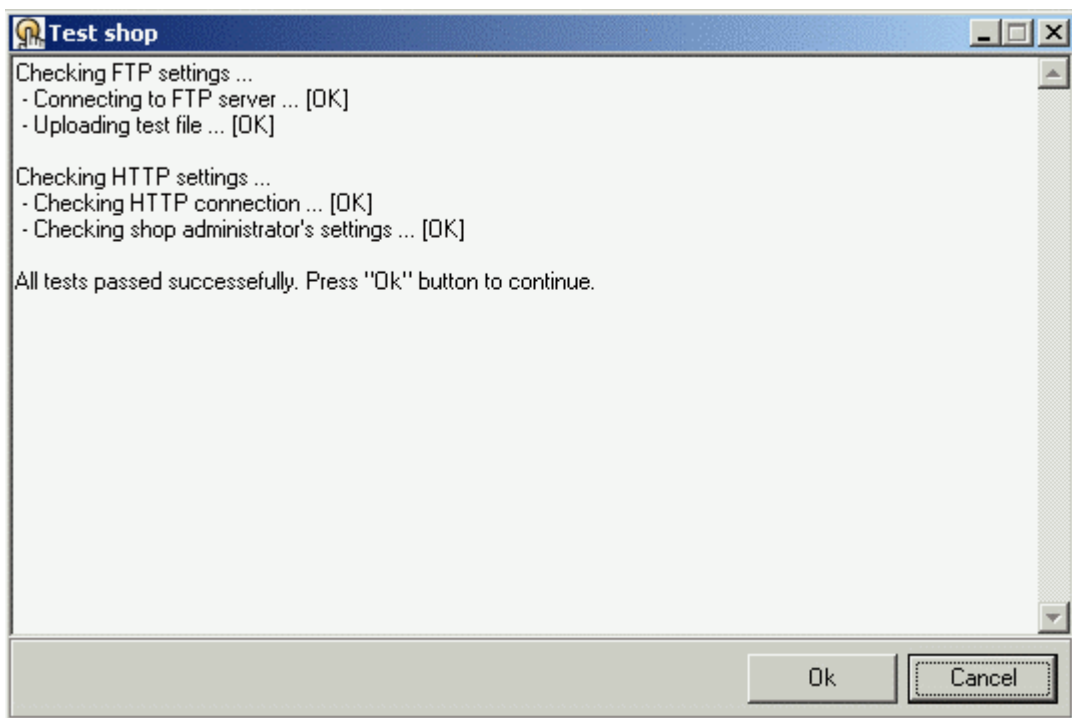 Test shop
Checking FTP settings ...
- Connecting to FTP server ... [OK]
- Uploading test file ... [OK]
Checking HTTP settings ...
- Checking HTTP connection ... [OK]
- Checking shop administrator's settings ... [OK]
All tests passed successefully. Press "Ok" button to continue.
Ok
Cancel